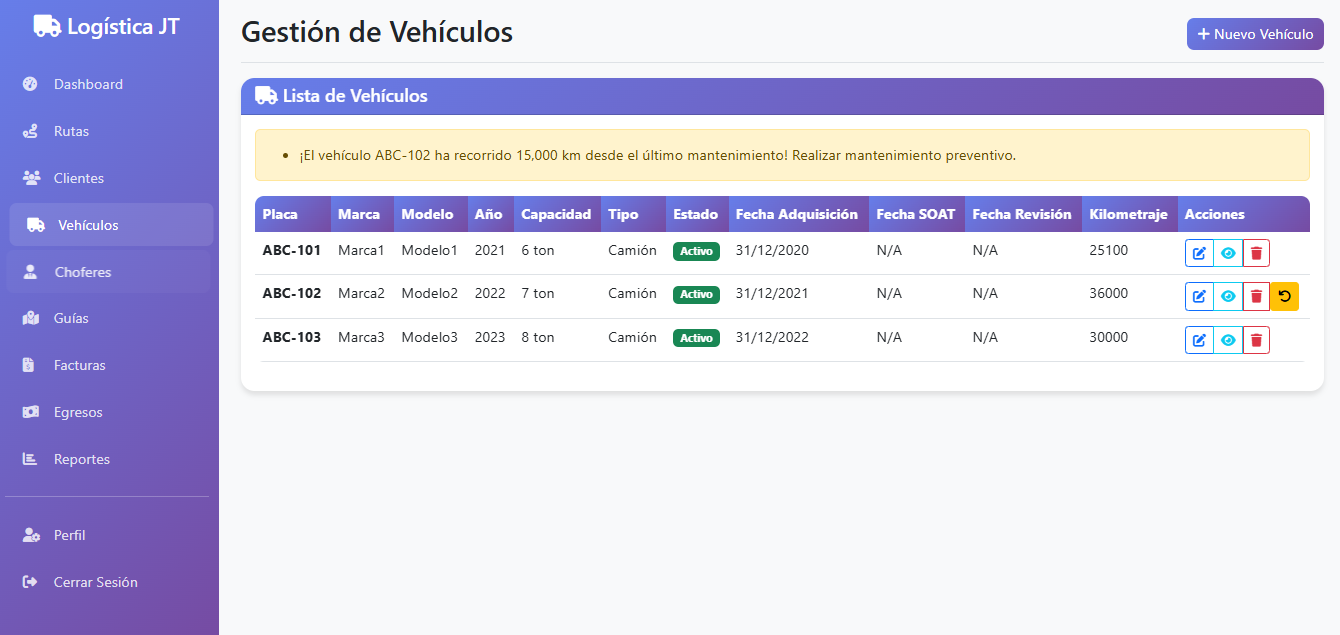 Logística JT
Dashboard
Rutas
Clientes
Vehículos
Choferes
Guías
Facturas
Egresos
Reportes
Perfil
Cerrar Sesión
Gestión de Vehículos
+ Nuevo Vehículo
Lista de Vehículos
• ¡El vehículo ABC-102 ha recorrido 15,000 km desde el último mantenimiento! Realizar mantenimiento preventivo.
Placa Marca Modelo Año Capacidad Tipo Estado Fecha Adquisición Fecha SOAT Fecha Revisión Kilometraje Acciones
ABC-101 Marca1 Modelo1 2021 6 ton Camión Activo 31/12/2020 N/A N/A 25100
ABC-102 Marca2 Modelo2 2022 7 ton Camión Activo 31/12/2021 N/A N/A 36000
ABC-103 Marca3 Modelo3 2023 8 ton Camión Activo 31/12/2022 N/A N/A 30000